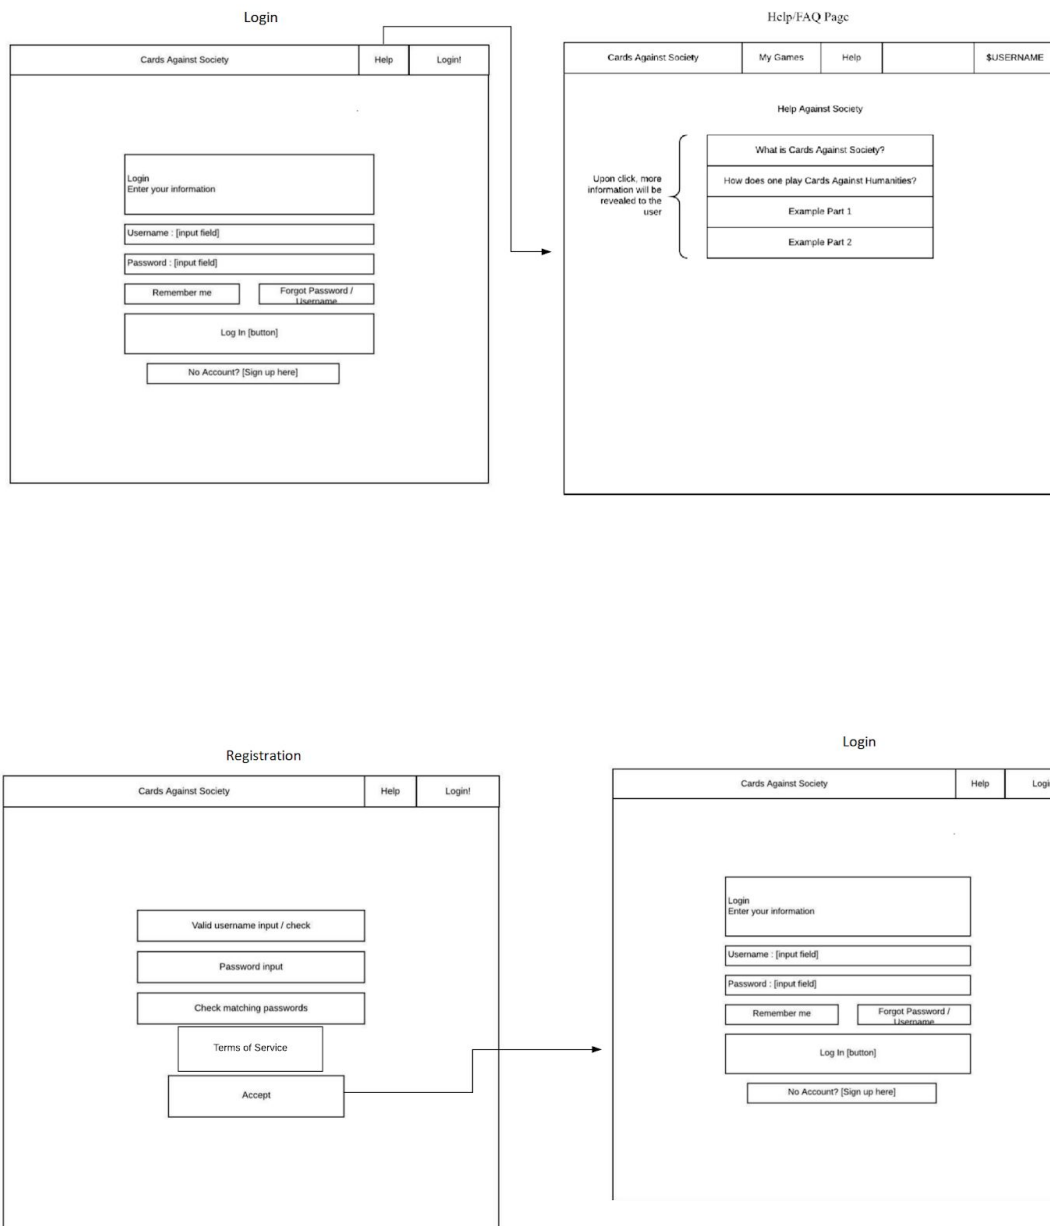 Login
Cards Against Society Help Login!
Login
Enter your information
Username : [input field]
Password : [input field]
Remember me
Forgot Password /
Username
Log In [button]
No Account? [Sign up here]
Help/FAQ Page
Cards Against Society My Games Help $USERNAME
Help Against Society
Upon click, more
information will be
revealed to the
user
What is Cards Against Society?
How does one play Cards Against Humanities?
Example Part 1
Example Part 2
Registration
Cards Against Society Help Login!
Valid username input / check
Password input
Check matching passwords
Terms of Service
Accept
Login
Cards Against Society Help Login
Login
Enter your information
Username : [input field]
Password : [input field]
Remember me
Forgot Password /
Username
Log In [button]
No Account? [Sign up here]